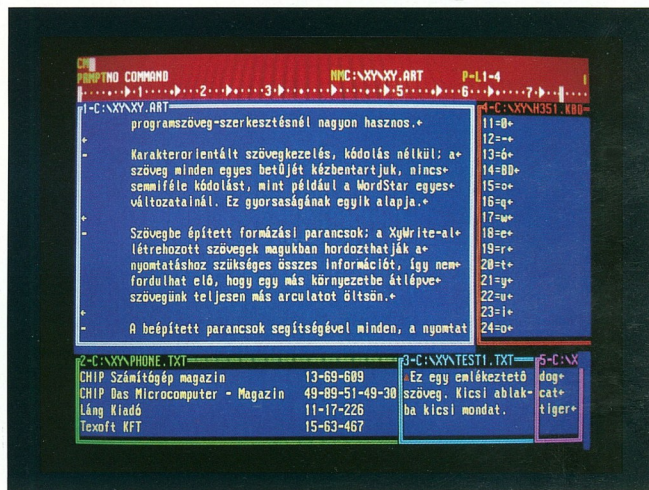 CM
PRMPTNO COMMAND NMC:\XY\XY.ART P-L1-4
1-C:\XY\XY.ART
programszöveg-szerkesztésnél nagyon hasznos.←
←
- Karakterorientált szövegkezelés, kódolás nélkül; a←
szöveg minden egyes betűjét kézbentartjuk, nincs←
semmiféle kódolást, mint például a WordStar egyes←
változatainál. Ez gyorsaságának egyik alapja.←
←
- Szövegbe épített formázási parancsok; a XyWrite-al←
létrehozott szövegek magukban hordozthatják a←
nyomtatáshoz szükséges összes információt, így nem←
fordulhat elő, hogy egy más környezetbe átlépve←
szövegünk teljesen más arculatot öltsön.←
←
- A beépített parancsok segítségével minden, a nyomtat
4-C:\XY\H351.KBD
11=0←
12=-←
13=ó←
14=BD←
15=o←
16=q←
17=w←
18=e←
19=r←
20=t←
21=y←
22=u←
23=i←
24=o←
2-C:\XY\PHONE.TXT
CHIP Számítógép magazin 13-69-609
CHIP Das Microcomputer - Magazin 49-89-51-49-30
Láng Kiadó 11-17-226
Texoft KFT 15-63-467
3-C:\XY\TEST1.TXT
Ez egy emlékeztető
szöveg. Kicsi ablak-
ba kicsi mondat.
5-C:\X
dog←
cat←
tiger←